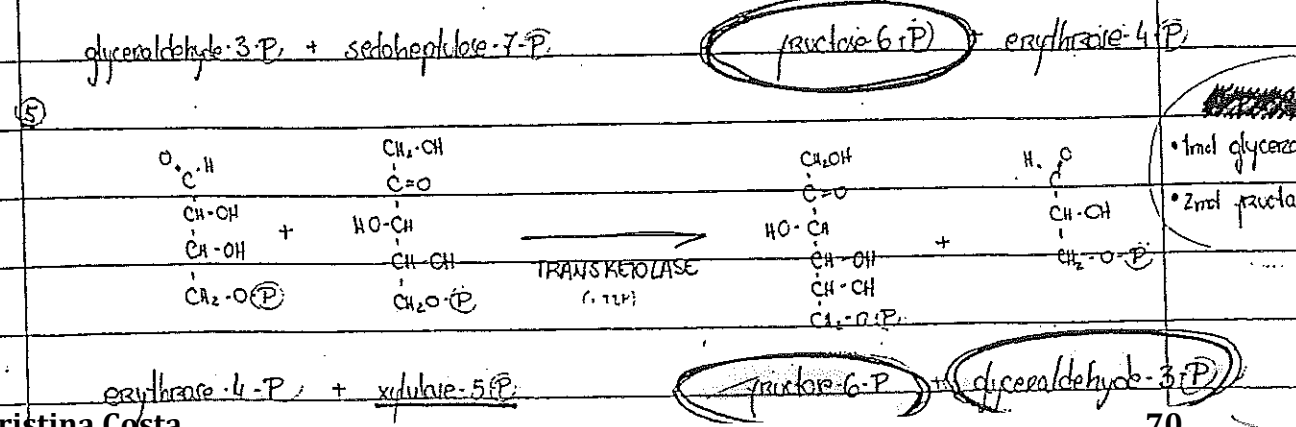 glyceraldehyde-3-P + sedoheptulose-7-P fructose-6-P + erythrose-4-P
5
O H CH2-OH CH2OH H O
C C=O C=O C
CH-OH + HO-CH HO-CH + CH-OH
CH-OH CH-OH TRANSKETOLASE CH-OH CH2-O-P
CH2-O-P CH2O-P CH-OH
CH2-O-P
• 1mol
• 2mol
erythrose-4-P + xylulose-5-P fructose-6-P + glyceraldehyde-3-P
ristina Costa 70